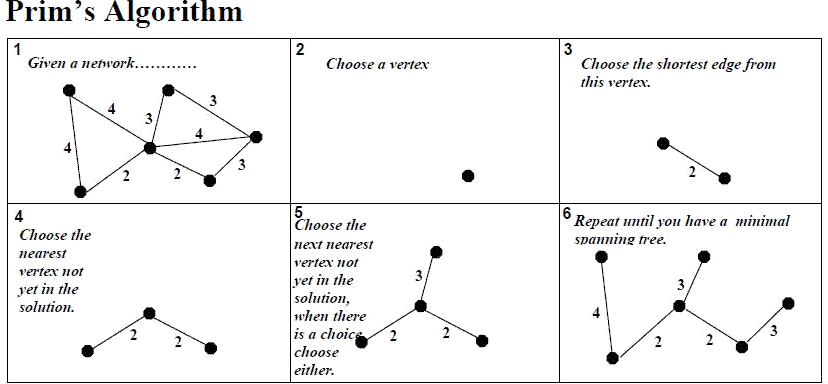 Prim's Algorithm
1
Given a network…………
4
3
3
4
4
2
2
3
2
Choose a vertex
3
Choose the shortest edge from
this vertex.
2
4
Choose the
nearest
vertex not
yet in the
solution.
2
2
5
Choose the
next nearest
vertex not
yet in the
solution,
when there
is a choice
choose
either.
3
2
2
6
Repeat until you have a minimal
spanning tree.
3
4
2
2
3